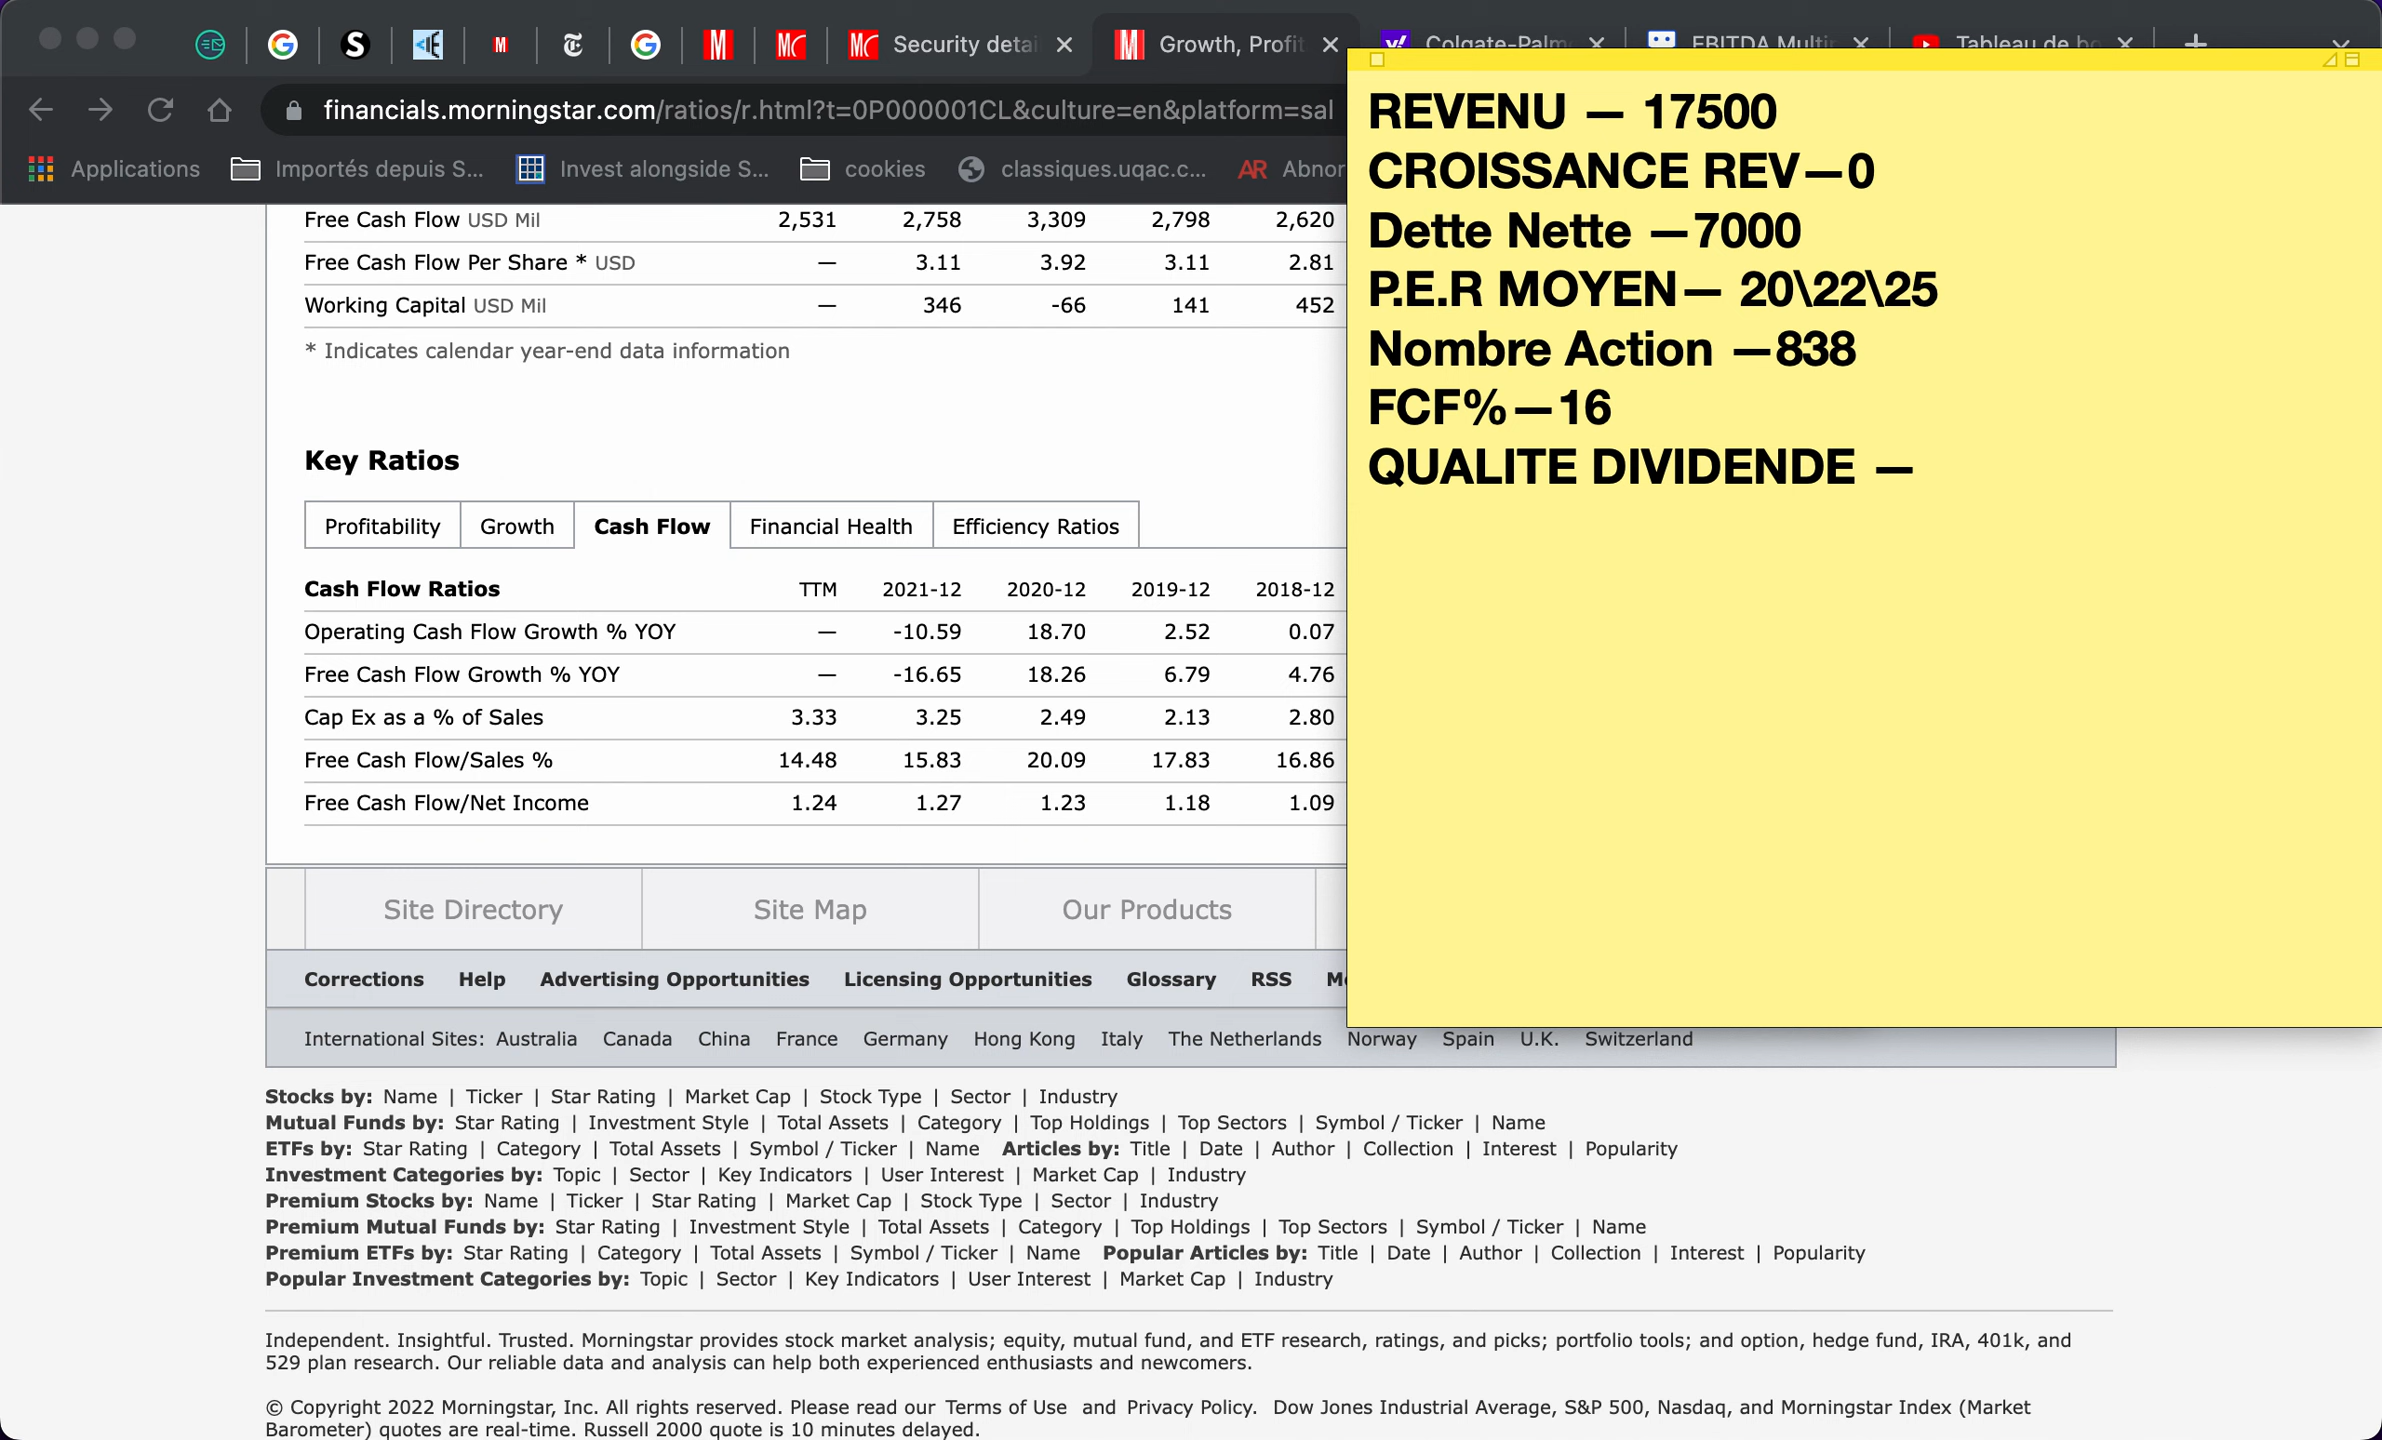 Security detai
Growth, Profit
Colgate-Palm
EBITDA Multip
Tableau de bo
financials.morningstar.com/ratios/r.html?t=0P000001CL&culture=en&platform=sal
Applications
Importés depuis S...
Invest alongside S...
cookies
classiques.uqac.c...
AR Abnor
REVENU — 17500
CROISSANCE REV—0
Dette Nette —7000
P.E.R MOYEN— 20\22\25
Nombre Action —838
FCF%—16
QUALITE DIVIDENDE —
Free Cash Flow USD Mil 2,531 2,758 3,309 2,798 2,620
Free Cash Flow Per Share * USD — 3.11 3.92 3.11 2.81
Working Capital USD Mil — 346 -66 141 452
* Indicates calendar year-end data information
Key Ratios
Profitability Growth Cash Flow Financial Health Efficiency Ratios
Cash Flow Ratios TTM 2021-12 2020-12 2019-12 2018-12
Operating Cash Flow Growth % YOY — -10.59 18.70 2.52 0.07
Free Cash Flow Growth % YOY — -16.65 18.26 6.79 4.76
Cap Ex as a % of Sales 3.33 3.25 2.49 2.13 2.80
Free Cash Flow/Sales % 14.48 15.83 20.09 17.83 16.86
Free Cash Flow/Net Income 1.24 1.27 1.23 1.18 1.09
Site Directory Site Map Our Products
Corrections Help Advertising Opportunities Licensing Opportunities Glossary RSS
International Sites: Australia Canada China France Germany Hong Kong Italy The Netherlands Norway Spain U.K. Switzerland
Stocks by: Name | Ticker | Star Rating | Market Cap | Stock Type | Sector | Industry
Mutual Funds by: Star Rating | Investment Style | Total Assets | Category | Top Holdings | Top Sectors | Symbol / Ticker | Name
ETFs by: Star Rating | Category | Total Assets | Symbol / Ticker | Name Articles by: Title | Date | Author | Collection | Interest | Popularity
Investment Categories by: Topic | Sector | Key Indicators | User Interest | Market Cap | Industry
Premium Stocks by: Name | Ticker | Star Rating | Market Cap | Stock Type | Sector | Industry
Premium Mutual Funds by: Star Rating | Investment Style | Total Assets | Category | Top Holdings | Top Sectors | Symbol / Ticker | Name
Premium ETFs by: Star Rating | Category | Total Assets | Symbol / Ticker | Name Popular Articles by: Title | Date | Author | Collection | Interest | Popularity
Popular Investment Categories by: Topic | Sector | Key Indicators | User Interest | Market Cap | Industry
Independent. Insightful. Trusted. Morningstar provides stock market analysis; equity, mutual fund, and ETF research, ratings, and picks; portfolio tools; and option, hedge fund, IRA, 401k, and
529 plan research. Our reliable data and analysis can help both experienced enthusiasts and newcomers.
© Copyright 2022 Morningstar, Inc. All rights reserved. Please read our Terms of Use and Privacy Policy. Dow Jones Industrial Average, S&P 500, Nasdaq, and Morningstar Index (Market
Barometer) quotes are real-time. Russell 2000 quote is 10 minutes delayed.